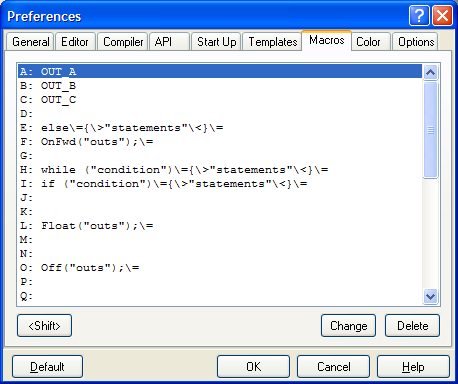 Preferences
General Editor Compiler API Start Up Templates Macros Color Options
A: OUT_A
B: OUT_B
C: OUT_C
D:
E: else\={\>"statements"\<}\=
F: OnFwd("outs");\=
G:
H: while ("condition")\={\>"statements"\<}\=
I: if ("condition")\={\>"statements"\<}\=
J:
K:
L: Float("outs");\=
M:
N:
O: Off("outs");\=
P:
Q:
<Shift> Change Delete
Default OK Cancel Help